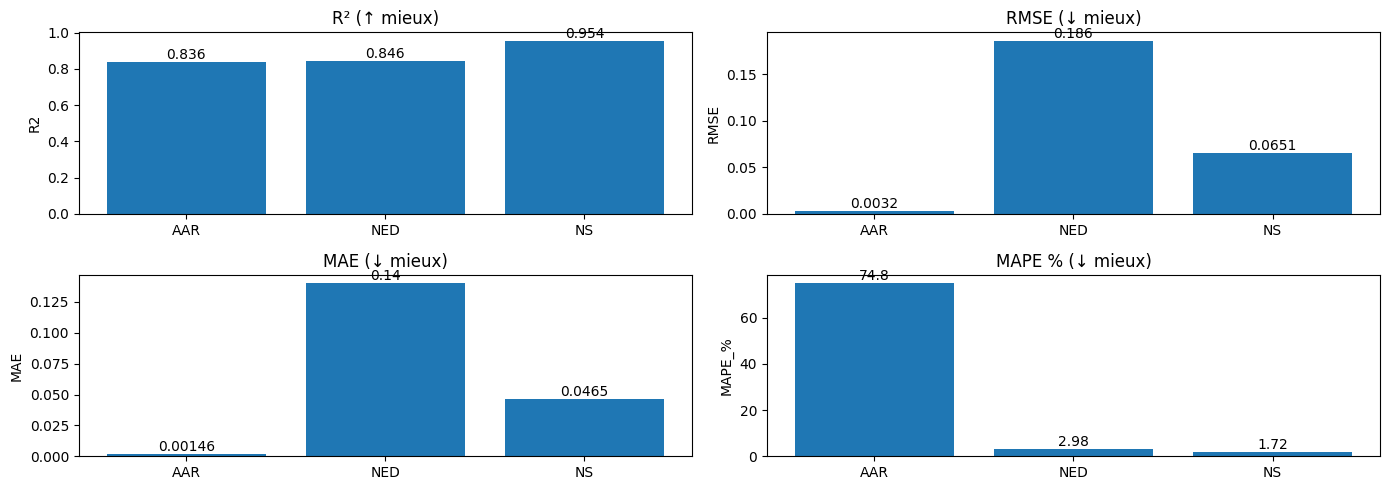 R² (↑ mieux)
R2
1.0
0.8
0.6
0.4
0.2
0.0
0.836
0.846
0.954
AAR
NED
NS
RMSE (↓ mieux)
RMSE
0.15
0.10
0.05
0.00
0.0032
0.186
0.0651
AAR
NED
NS
MAE (↓ mieux)
MAE
0.125
0.100
0.075
0.050
0.025
0.000
0.00146
0.14
0.0465
AAR
NED
NS
MAPE % (↓ mieux)
MAPE_%
60
40
20
0
74.8
2.98
1.72
AAR
NED
NS